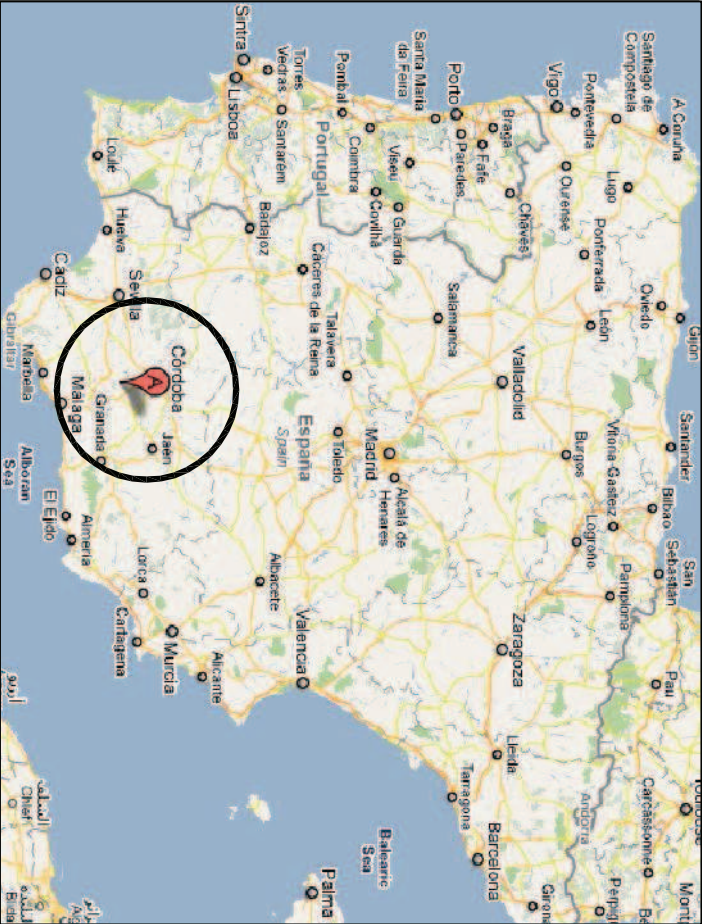 A Coruña
Gijón
Santander
San
Sebastián
Pau
Carcassonne
Santiago de
Compostela
Oviedo
Bilbao
Lugo
Vitoria-Gasteiz
Pamplona
Pontevedra
Ponferrada
León
Logroño
Andorra
Vigo
Ourense
Burgos
Girona
Braga
Chaves
Valladolid
Zaragoza
Lleida
Fafe
Paredes
Barcelona
Porto
Salamanca
Tarragona
Santa Maria
da Feira
Viseu
Guarda
Madrid
Alcalá de
Henares
Covilha
Balearic
Sea
Pombal
Coimbra
Talavera
de la Reina
Toledo
Portugal
Cáceres
España
Spain
Palma
Torres
Vedras
Santarém
Valencia
Badajoz
Albacete
Sintra
Lisboa
Alicante
Córdoba
A
Jaén
Murcia
Loulé
Huelva
Sevilla
Granada
Lorca
Cartagena
Cadiz
Malaga
Almería
Marbella
El Ejido
Gibraltar
Alboran
Sea
Chlef